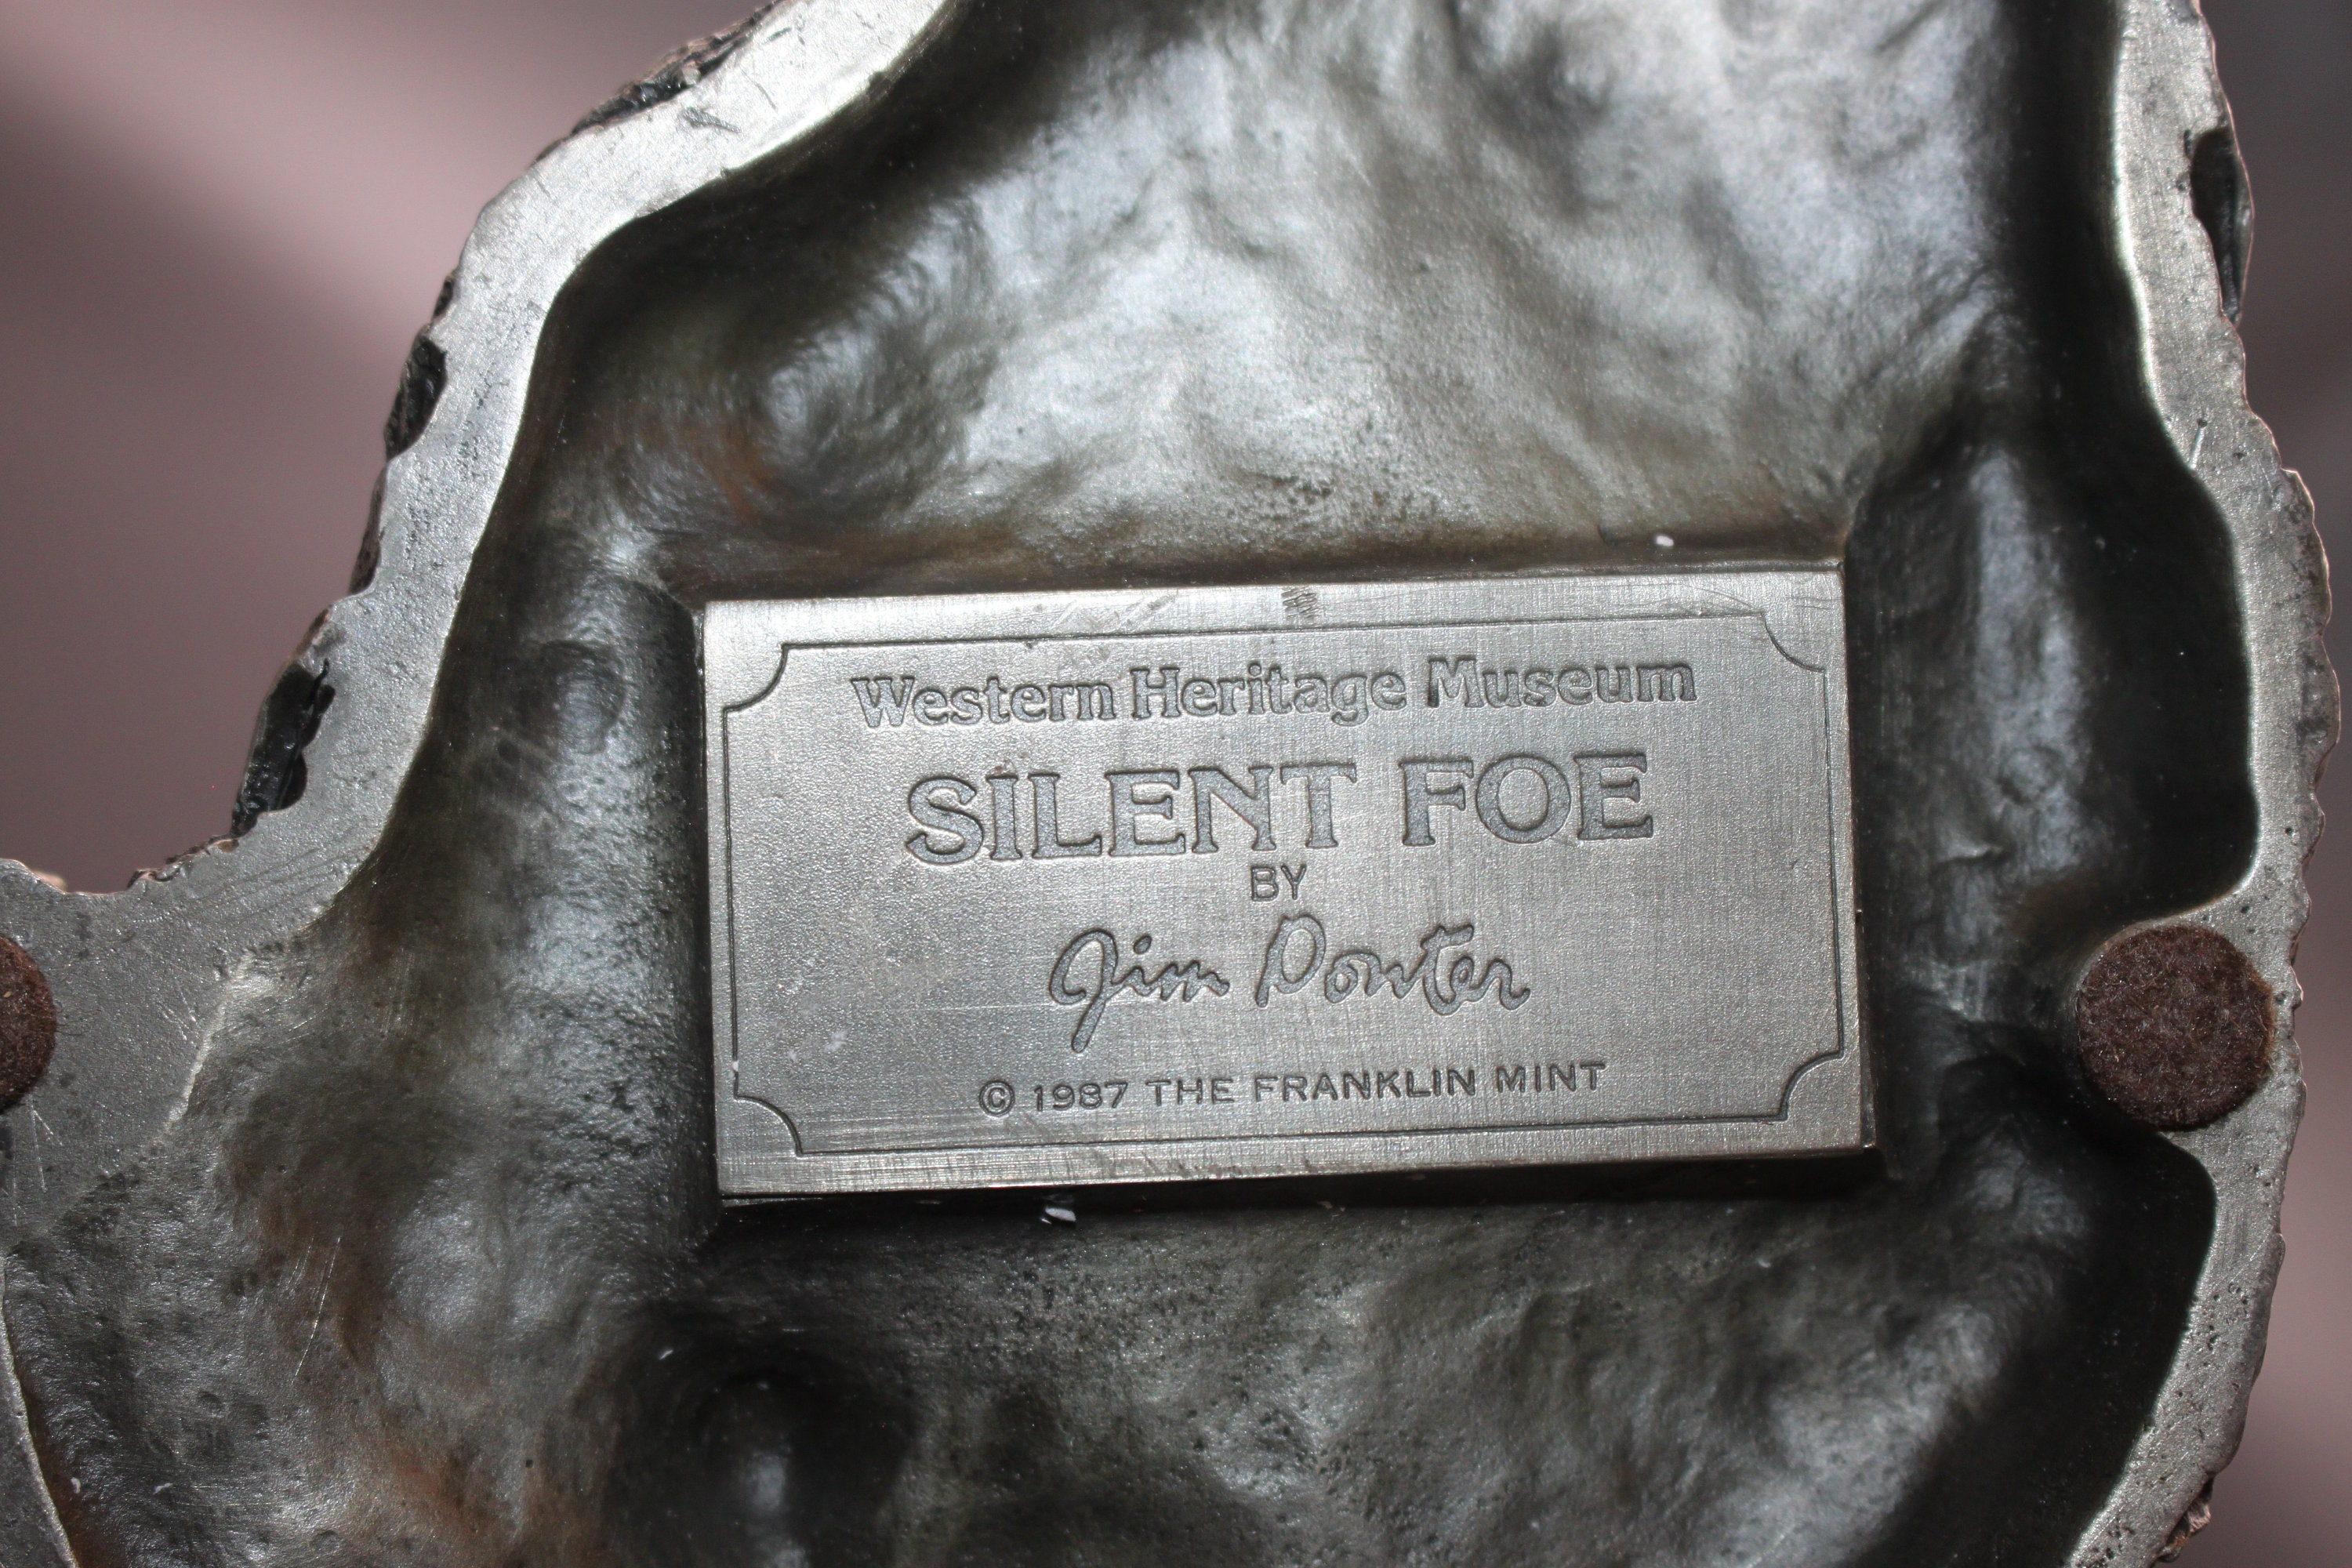 Western Heritage Museum
SILENT FOE
BY
Jim Ponter
© 1987 THE FRANKLIN MINT